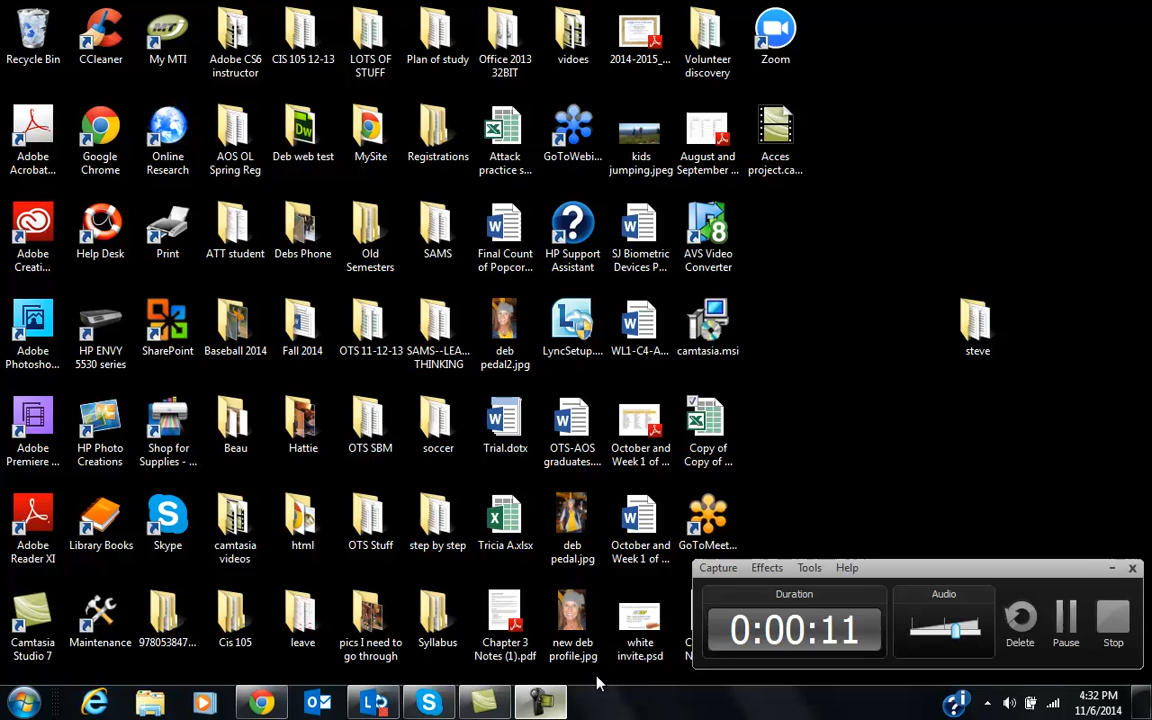 Recycle Bin
CCleaner
My MTI
Adobe CS6
instructor
CIS 105 12-13
LOTS OF
STUFF
Plan of study
Office 2013
32BIT
vidoes
2014-2015_...
Volunteer
discovery
Zoom
Adobe
Acrobat...
Google
Chrome
Online
Research
AOS OL
Spring Reg
Dw
Deb web test
MySite
Registrations
Attack
practice s...
GoToWebi...
kids
jumping.jpeg
August and
September ...
Acces
project.ca...
Adobe
Creati...
Help Desk
Print
ATT student
Debs Phone
Old
Semesters
SAMS
Final Count
of Popcor...
HP Support
Assistant
SJ Biometric
Devices P...
8
AVS Video
Converter
Adobe
Photosho...
HP ENVY
5530 series
SharePoint
Baseball 2014
Fall 2014
OTS 11-12-13
SAMS--LEA...
THINKING
deb
pedal2.jpg
LyncSetup....
WL1-C4-A...
camtasia.msi
steve
Adobe
Premiere ...
HP Photo
Creations
Shop for
Supplies - ...
Beau
Hattie
OTS SBM
soccer
Trial.dotx
OTS-AOS
graduates....
October and
Week 1 of ...
Copy of
Copy of ...
Adobe
Reader XI
Library Books
Skype
camtasia
videos
html
OTS Stuff
step by step
Tricia A.xlsx
deb
pedal.jpg
October and
Week 1 of ...
GoToMeet...
Camtasia
Studio 7
Maintenance
978053847...
Cis 105
leave
pics I need to
go through
Syllabus
Chapter 3
Notes (1).pdf
new deb
profile.jpg
white
invite.psd
Capture Effects Tools Help
Duration
0:00:11
Audio
Delete
Pause
Stop
4:32 PM
11/6/2014